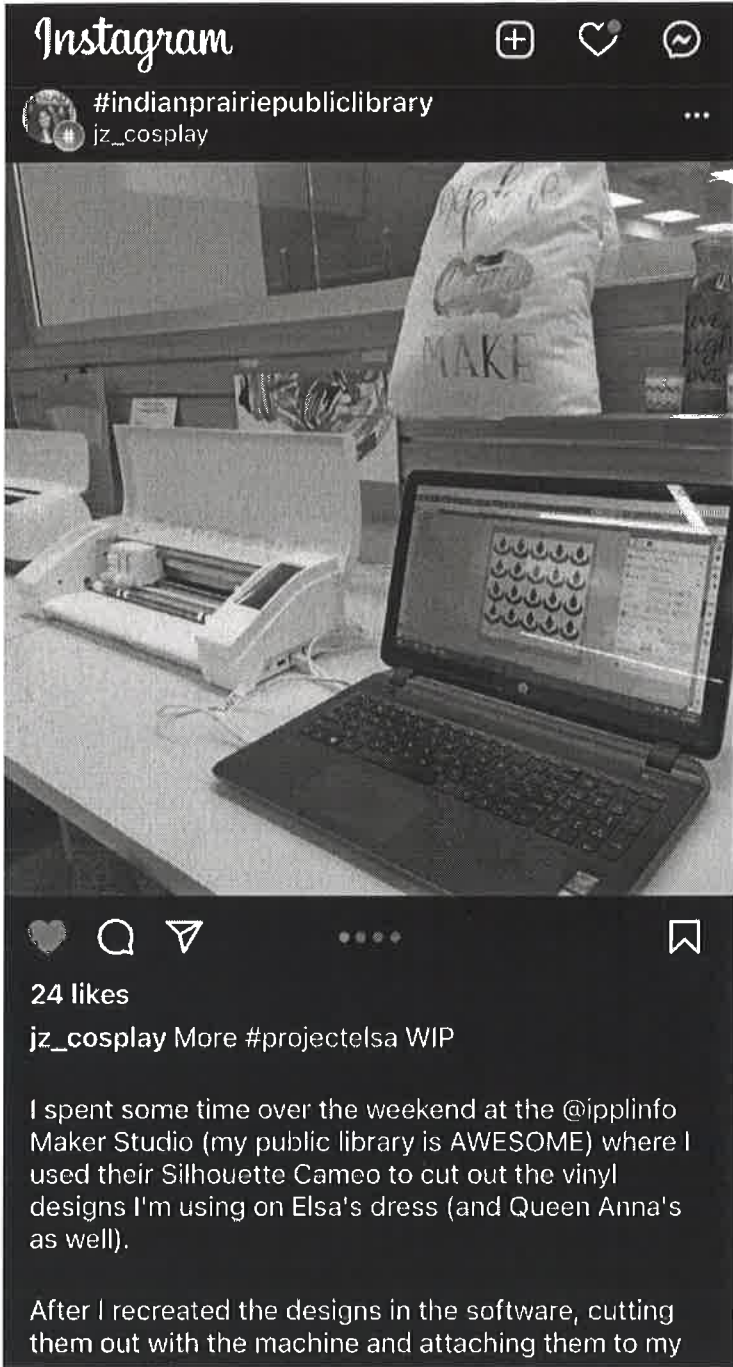 Instagram
#indianprairiepubliclibrary
jz_cosplay
MAKE
24 likes
jz_cosplay More #projectelsa WIP
I spent some time over the weekend at the @ipplinfo
Maker Studio (my public library is AWESOME) where I
used their Silhouette Cameo to cut out the vinyl
designs I'm using on Elsa's dress (and Queen Anna's
as well).
After I recreated the designs in the software, cutting
them out with the machine and attaching them to my